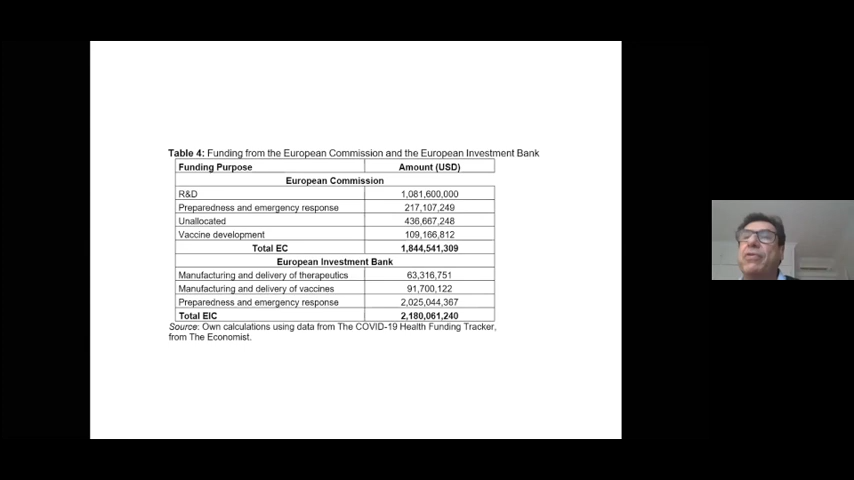 Table 4: Funding from the European Commission and the European Investment Bank
Funding Purpose Amount (USD)
European Commission
R&D 1,081,600,000
Preparedness and emergency response 217,107,249
Unallocated 436,667,248
Vaccine development 109,166,812
Total EC 1,844,541,309
European Investment Bank
Manufacturing and delivery of therapeutics 63,316,751
Manufacturing and delivery of vaccines 91,700,122
Preparedness and emergency response 2,025,044,367
Total EIC 2,180,061,240
Source: Own calculations using data from The COVID-19 Health Funding Tracker,
from The Economist.